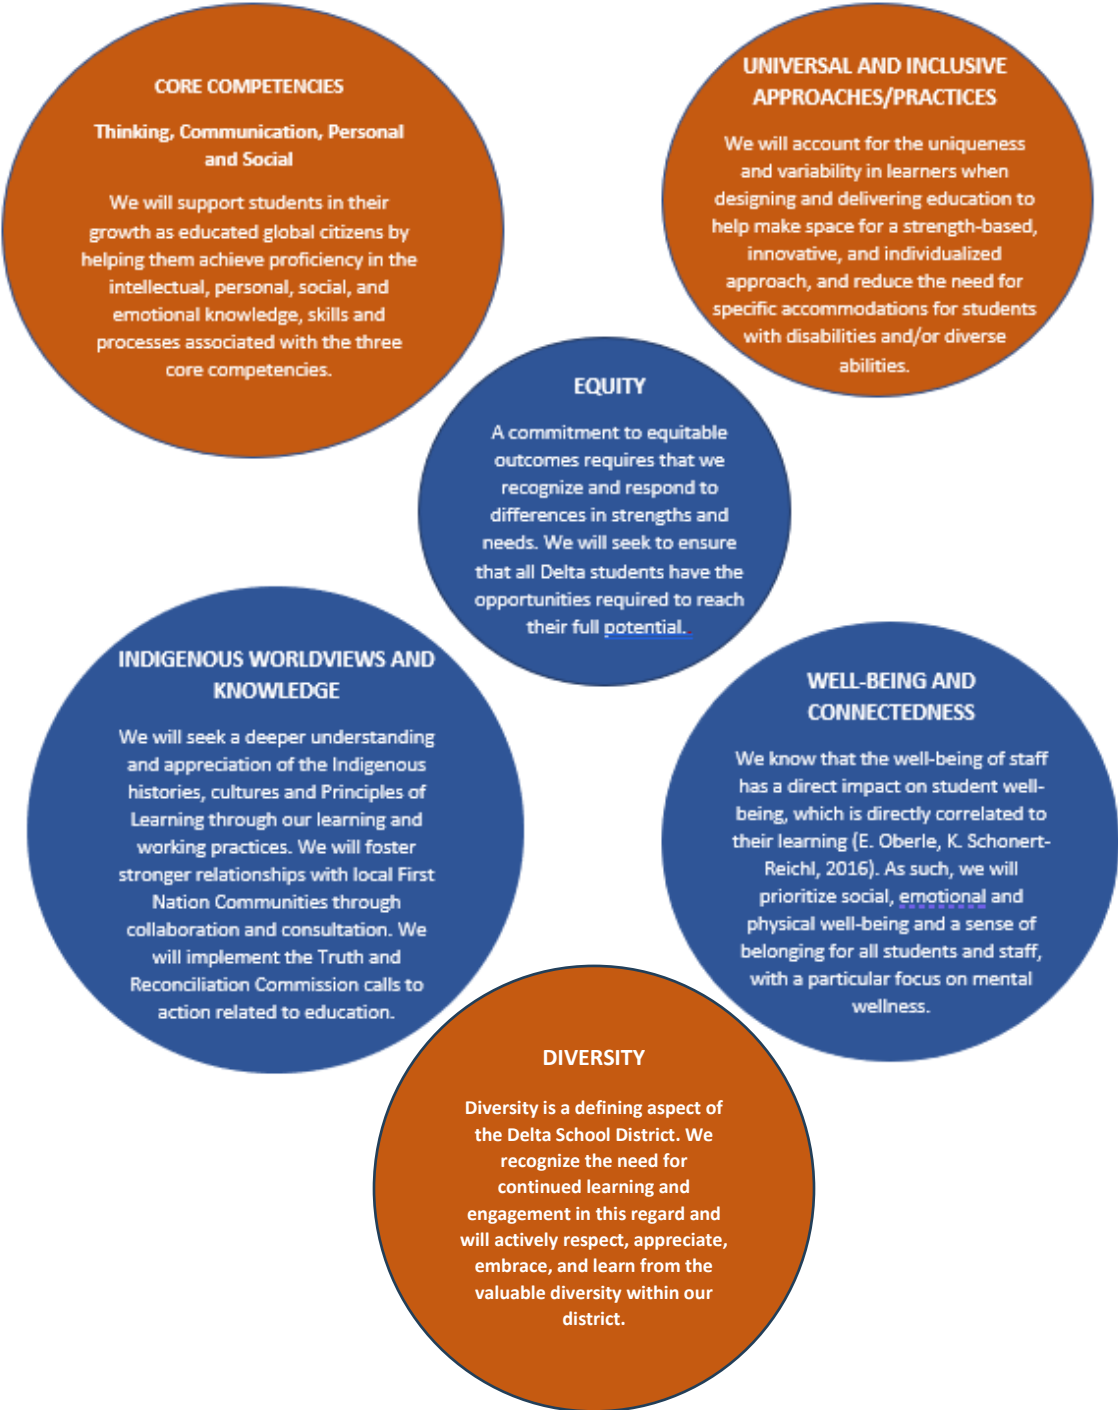 CORE COMPETENCIES
Thinking, Communication, Personal
and Social
We will support students in their
growth as educated global citizens by
helping them achieve proficiency in the
intellectual, personal, social, and
emotional knowledge, skills and
processes associated with the three
core competencies.
UNIVERSAL AND INCLUSIVE
APPROACHES/PRACTICES
We will account for the uniqueness
and variability in learners when
designing and delivering education to
help make space for a strength-based,
innovative, and individualized
approach, and reduce the need for
specific accommodations for students
with disabilities and/or diverse
abilities.
EQUITY
A commitment to equitable
outcomes requires that we
recognize and respond to
differences in strengths and
needs. We will seek to ensure
that all Delta students have the
opportunities required to reach
their full potential.
INDIGENOUS WORLDVIEWS AND
KNOWLEDGE
We will seek a deeper understanding
and appreciation of the Indigenous
histories, cultures and Principles of
Learning through our learning and
working practices. We will foster
stronger relationships with local First
Nation Communities through
collaboration and consultation. We
will implement the Truth and
Reconciliation Commission calls to
action related to education.
WELL-BEING AND
CONNECTEDNESS
We know that the well-being of staff
has a direct impact on student well-
being, which is directly correlated to
their learning (E. Oberle, K. Schonert-
Reichl, 2016). As such, we will
prioritize social, emotional and
physical well-being and a sense of
belonging for all students and staff,
with a particular focus on mental
wellness.
DIVERSITY
Diversity is a defining aspect of
the Delta School District. We
recognize the need for
continued learning and
engagement in this regard and
will actively respect, appreciate,
embrace, and learn from the
valuable diversity within our
district.